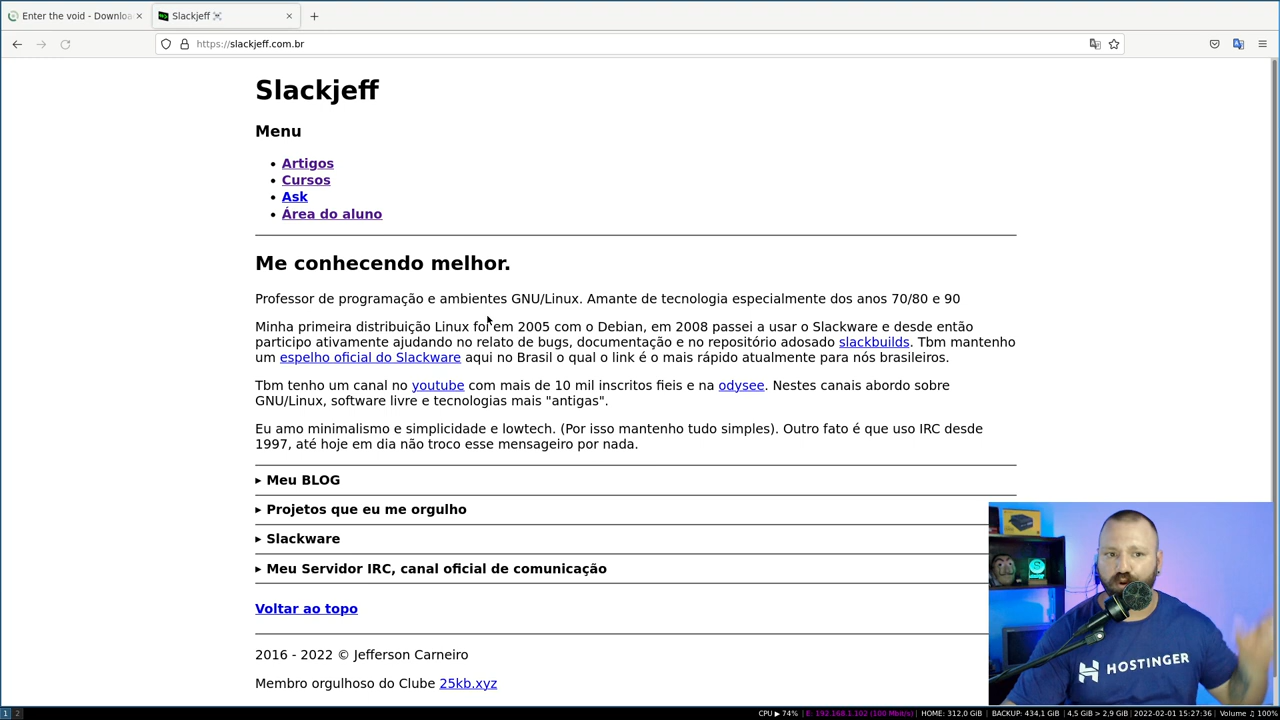 Enter the void - Downloa
Slackjeff
https://slackjeff.com.br
Slackjeff
Menu
Artigos
Cursos
Ask
Área do aluno
Me conhecendo melhor.
Professor de programação e ambientes GNU/Linux. Amante de tecnologia especialmente dos anos 70/80 e 90
Minha primeira distribuição Linux foi em 2005 com o Debian, em 2008 passei a usar o Slackware e desde então
participo ativamente ajudando no relato de bugs, documentação e no repositório adosado slackbuilds. Tbm mantenho
um espelho oficial do Slackware aqui no Brasil o qual o link é o mais rápido atualmente para nós brasileiros.
Tbm tenho um canal no youtube com mais de 10 mil inscritos fieis e na odysee. Nestes canais abordo sobre
GNU/Linux, software livre e tecnologias mais "antigas".
Eu amo minimalismo e simplicidade e lowtech. (Por isso mantenho tudo simples). Outro fato é que uso IRC desde
1997, até hoje em dia não troco esse mensageiro por nada.
▸ Meu BLOG
▸ Projetos que eu me orgulho
▸ Slackware
▸ Meu Servidor IRC, canal oficial de comunicação
Voltar ao topo
2016 - 2022 © Jefferson Carneiro
Membro orgulhoso do Clube 25kb.xyz
HOSTINGER
1 2 CPU ▶ 74% | E: 192.168.1.102 (100 Mbit/s) | HOME: 312,0 GiB | BACKUP: 434,1 GiB | 4,5 GiB > 2,9 GiB | 2022-02-01 15:27:36 | Volume ♫ 100%